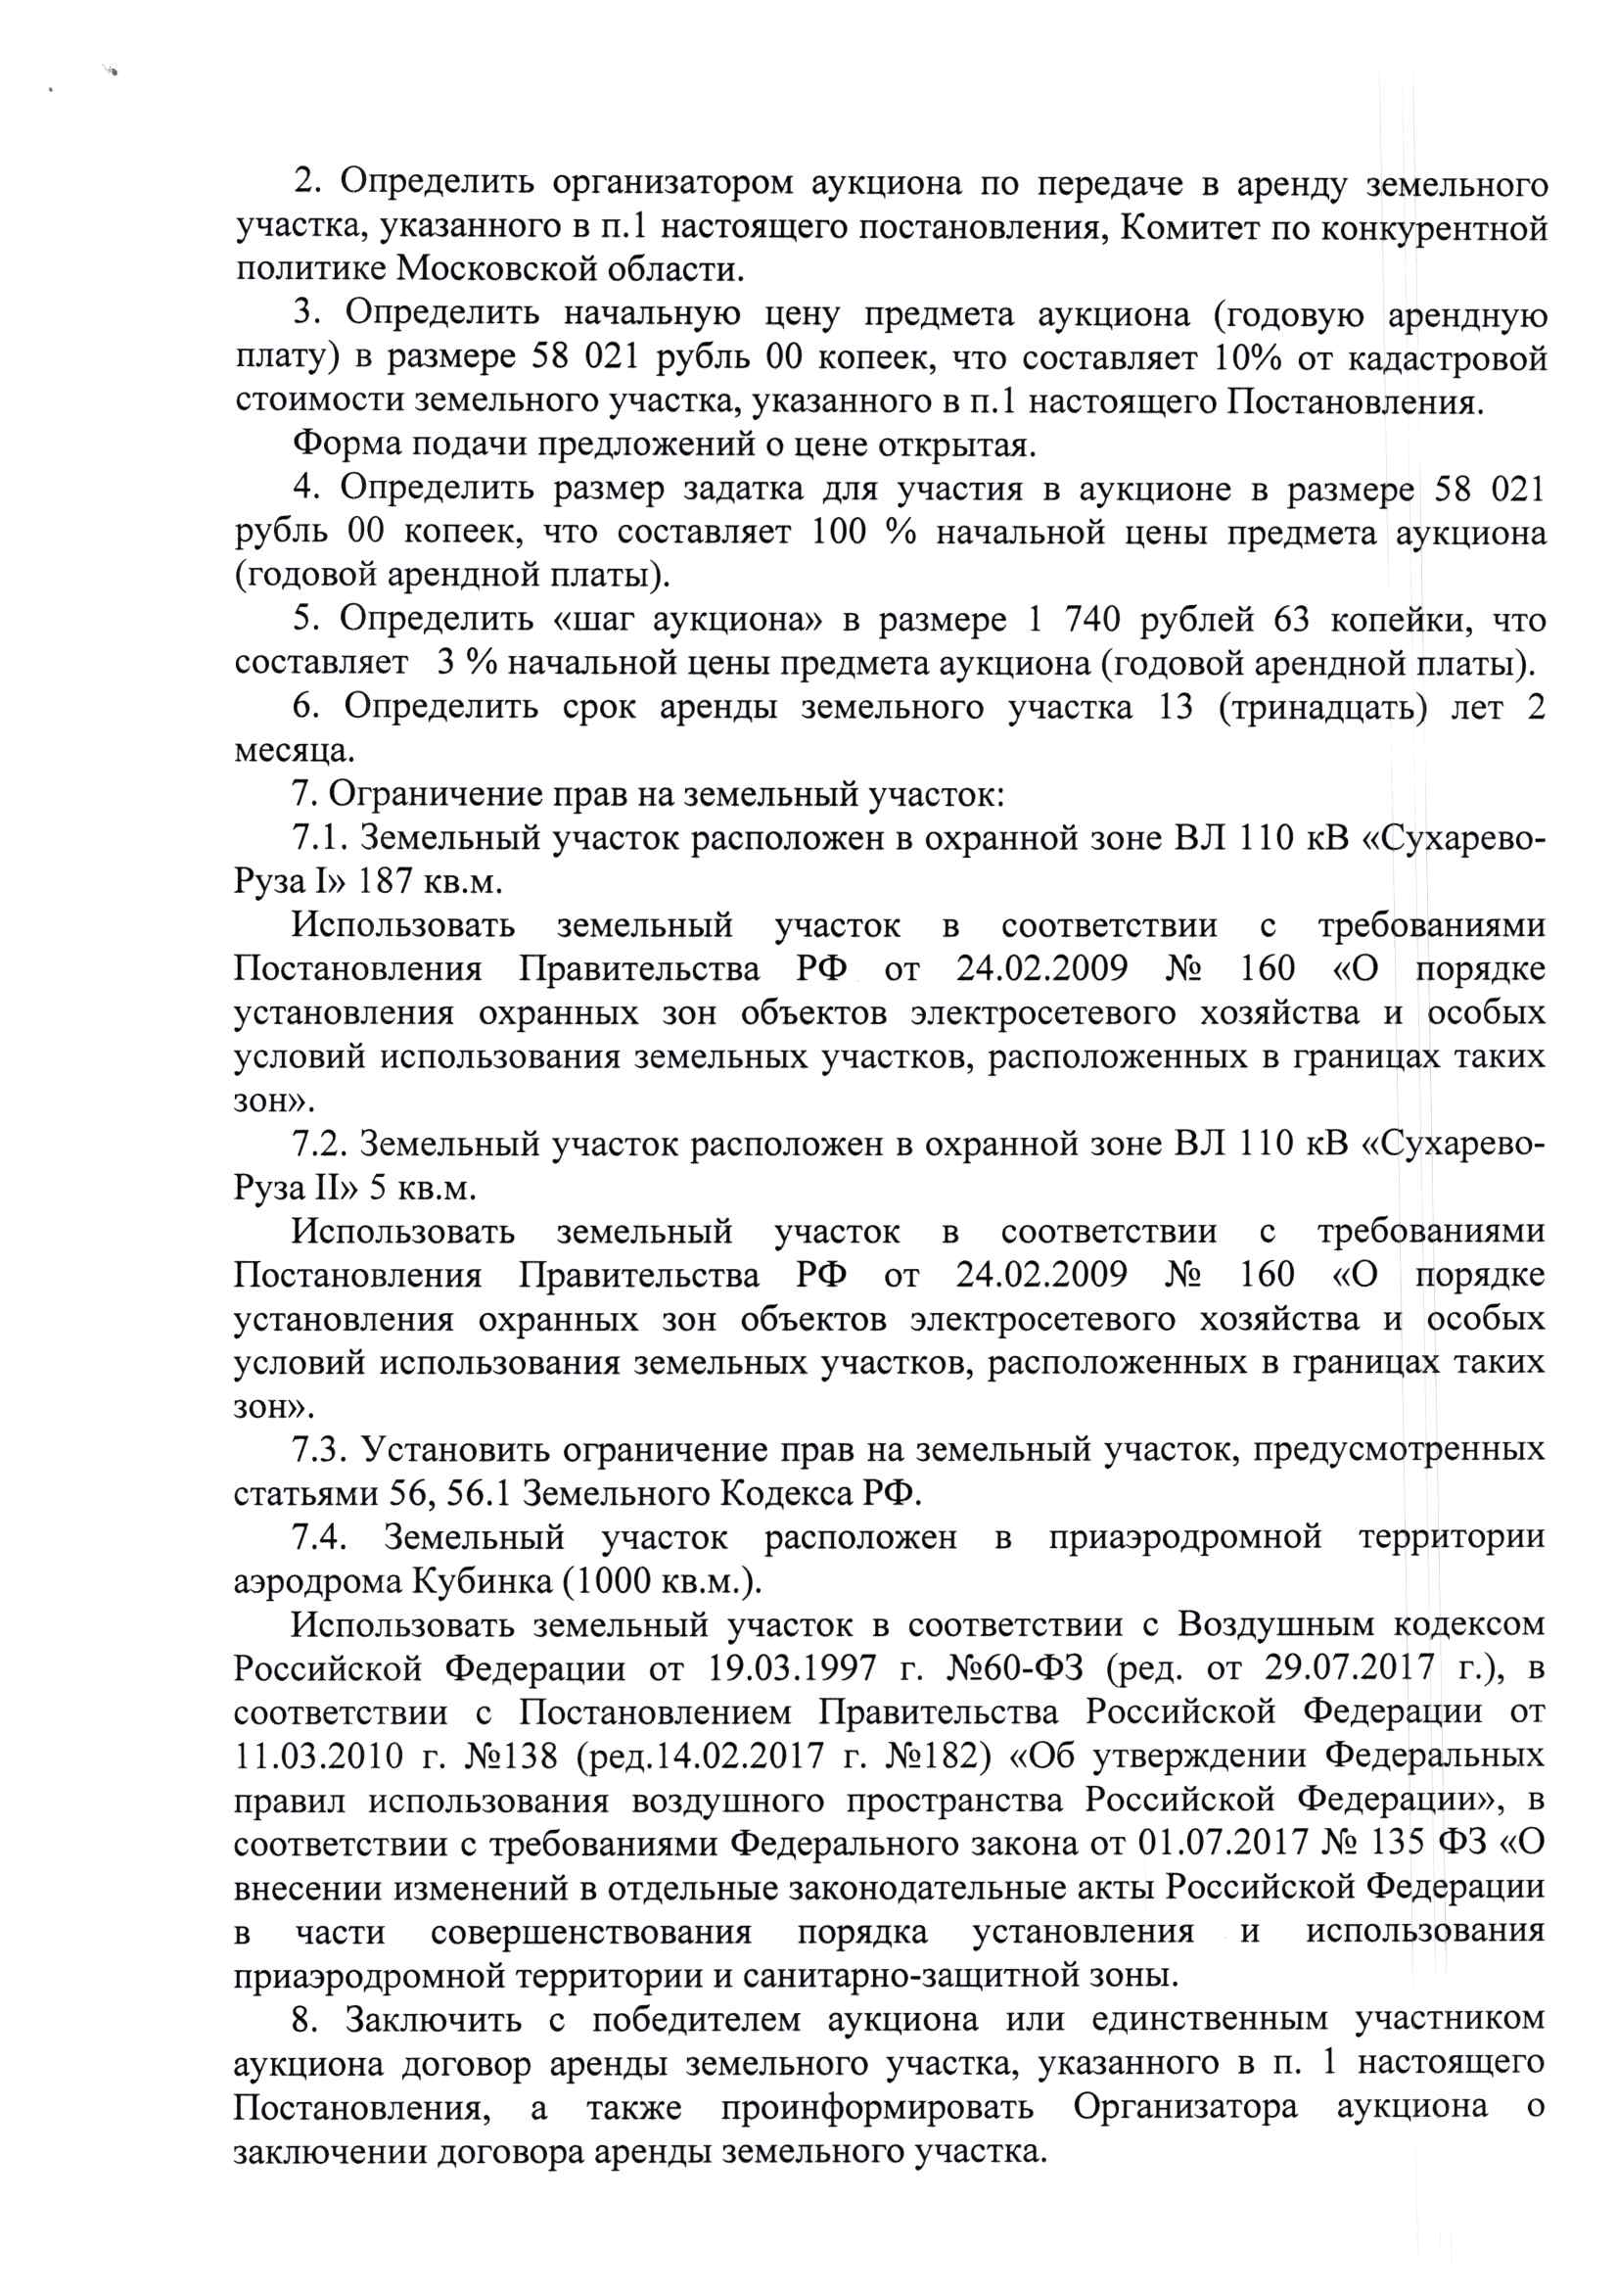 2. Определить организатором аукциона по передаче в аренду земельного
участка, указанного в п.1 настоящего постановления, Комитет по конкурентной
политике Московской области.
3. Определить начальную цену предмета аукциона (годовую арендную
плату) в размере 58 021 рубль 00 копеек, что составляет 10% от кадастровой
стоимости земельного участка, указанного в п.1 настоящего Постановления.
Форма подачи предложений о цене открытая.
4. Определить размер задатка для участия в аукционе в размере 58 021
рубль 00 копеек, что составляет 100 % начальной цены предмета аукциона
(годовой арендной платы).
5. Определить «шаг аукциона» в размере 1 740 рублей 63 копейки, что
составляет 3 % начальной цены предмета аукциона (годовой арендной платы).
6. Определить срок аренды земельного участка 13 (тринадцать) лет 2
месяца.
7. Ограничение прав на земельный участок:
7.1. Земельный участок расположен в охранной зоне ВЛ 110 кВ «Сухарево-
Руза I» 187 кв.м.
Использовать земельный участок в соответствии с требованиями
Постановления Правительства РФ от 24.02.2009 № 160 «О порядке
установления охранных зон объектов электросетевого хозяйства и особых
условий использования земельных участков, расположенных в границах таких
зон».
7.2. Земельный участок расположен в охранной зоне ВЛ 110 кВ «Сухарево-
Руза II» 5 кв.м.
Использовать земельный участок в соответствии с требованиями
Постановления Правительства РФ от 24.02.2009 № 160 «О порядке
установления охранных зон объектов электросетевого хозяйства и особых
условий использования земельных участков, расположенных в границах таких
зон».
7.3. Установить ограничение прав на земельный участок, предусмотренных
статьями 56, 56.1 Земельного Кодекса РФ.
7.4. Земельный участок расположен в приаэродромной территории
аэродрома Кубинка (1000 кв.м.).
Использовать земельный участок в соответствии с Воздушным кодексом
Российской Федерации от 19.03.1997 г. №60-ФЗ (ред. от 29.07.2017 г.), в
соответствии с Постановлением Правительства Российской Федерации от
11.03.2010 г. №138 (ред.14.02.2017 г. №182) «Об утверждении Федеральных
правил использования воздушного пространства Российской Федерации», в
соответствии с требованиями Федерального закона от 01.07.2017 № 135 ФЗ «О
внесении изменений в отдельные законодательные акты Российской Федерации
в части совершенствования порядка установления и использования
приаэродромной территории и санитарно-защитной зоны.
8. Заключить с победителем аукциона или единственным участником
аукциона договор аренды земельного участка, указанного в п. 1 настоящего
Постановления, а также проинформировать Организатора аукциона о
заключении договора аренды земельного участка.